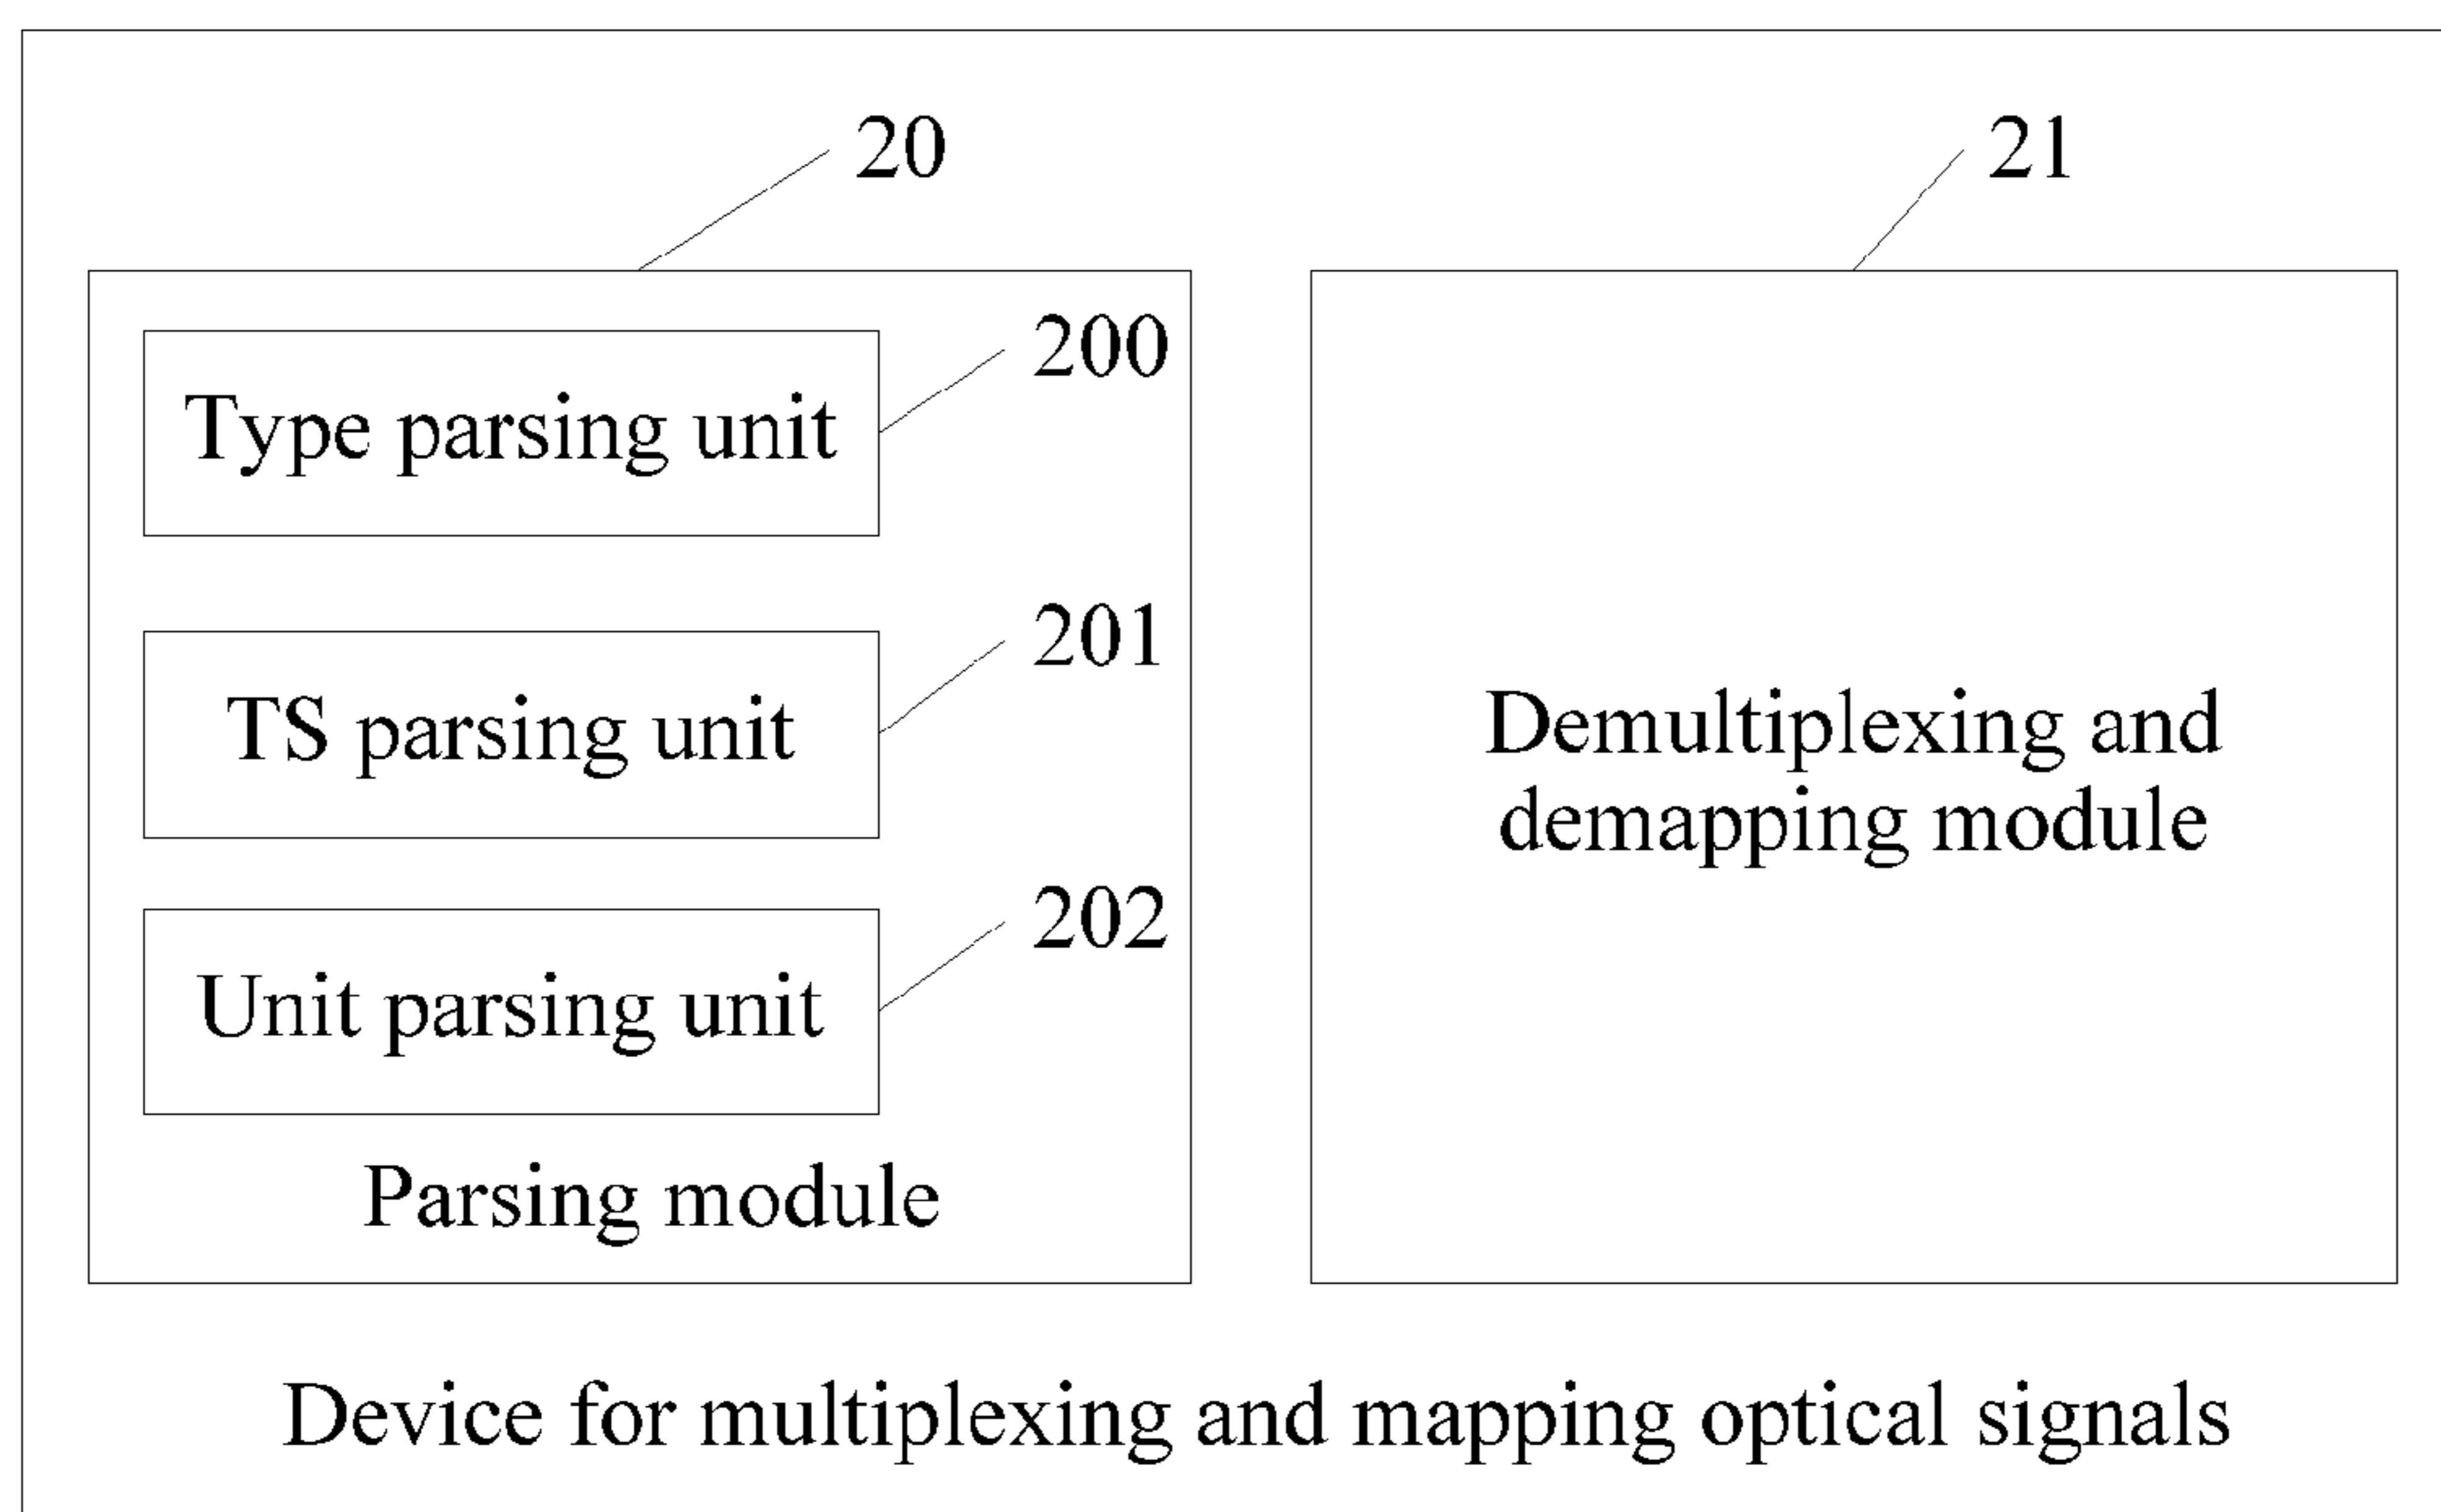 20
21
200
Type parsing unit
201
TS parsing unit
202
Unit parsing unit
Parsing module
Demultiplexing and
demapping module
Device for multiplexing and mapping optical signals